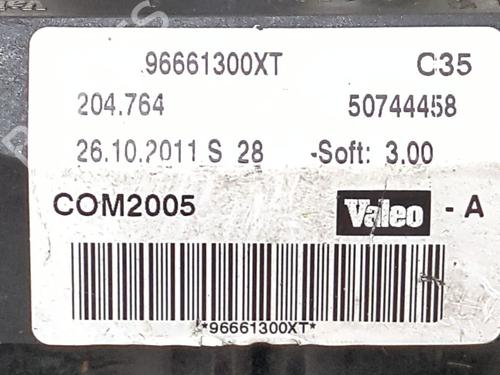 96661300XT C35
204.764 50744458
26.10.2011 S 28 -Soft: 3.00
COM2005 Valeo - A
*96661300XT*